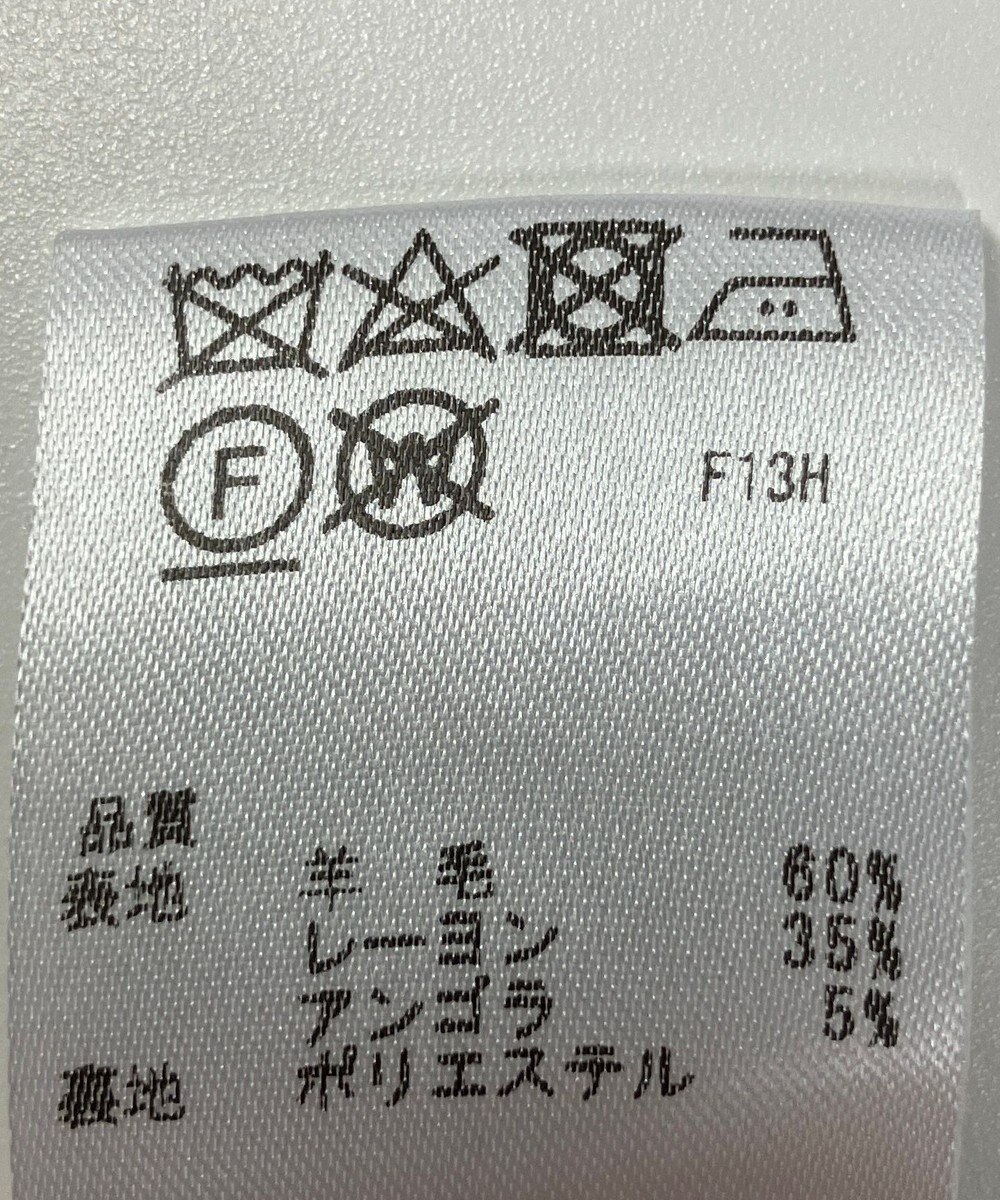 F W F13H
品質
表地 羊毛 60%
レーヨン 35%
アンゴラ 5%
裏地 ポリエステル